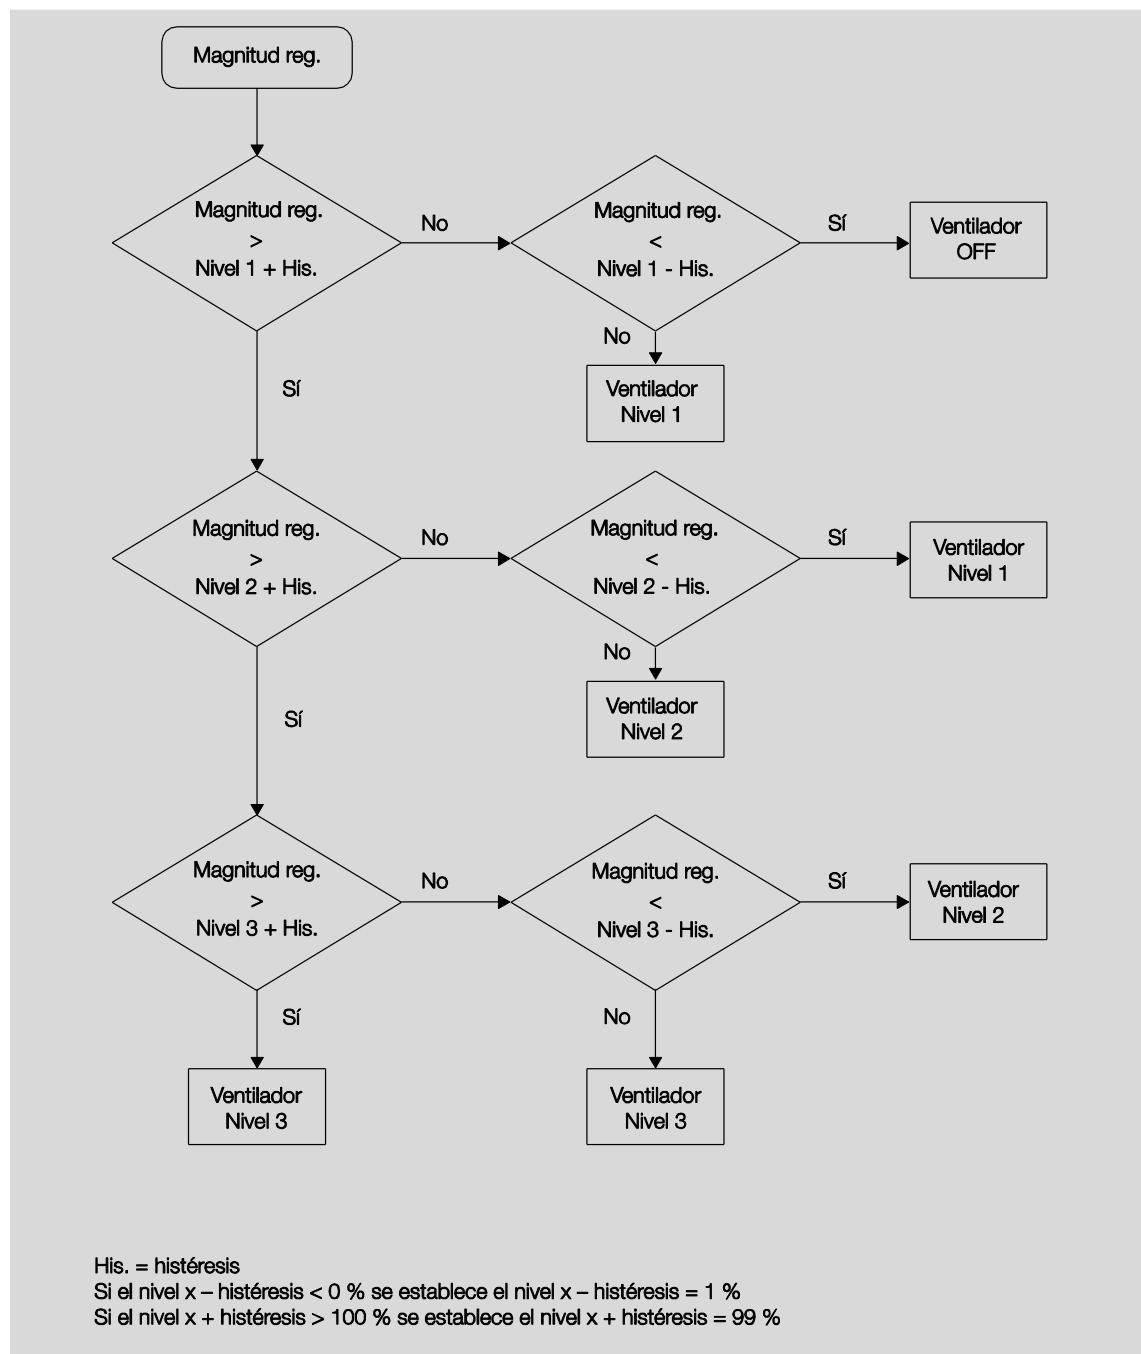 Magnitud reg.
Magnitud reg.
>
Nivel 1 + His.
No
Magnitud reg.
<
Nivel 1 - His.
Sí
Ventilador
OFF
No
Ventilador
Nivel 1
Sí
Magnitud reg.
>
Nivel 2 + His.
No
Magnitud reg.
<
Nivel 2 - His.
Sí
Ventilador
Nivel 1
No
Ventilador
Nivel 2
Sí
Magnitud reg.
>
Nivel 3 + His.
No
Magnitud reg.
<
Nivel 3 - His.
Sí
Ventilador
Nivel 2
Sí
Ventilador
Nivel 3
No
Ventilador
Nivel 3
His. = histéresis
Si el nivel x – histéresis < 0 % se establece el nivel x – histéresis = 1 %
Si el nivel x + histéresis > 100 % se establece el nivel x + histéresis = 99 %